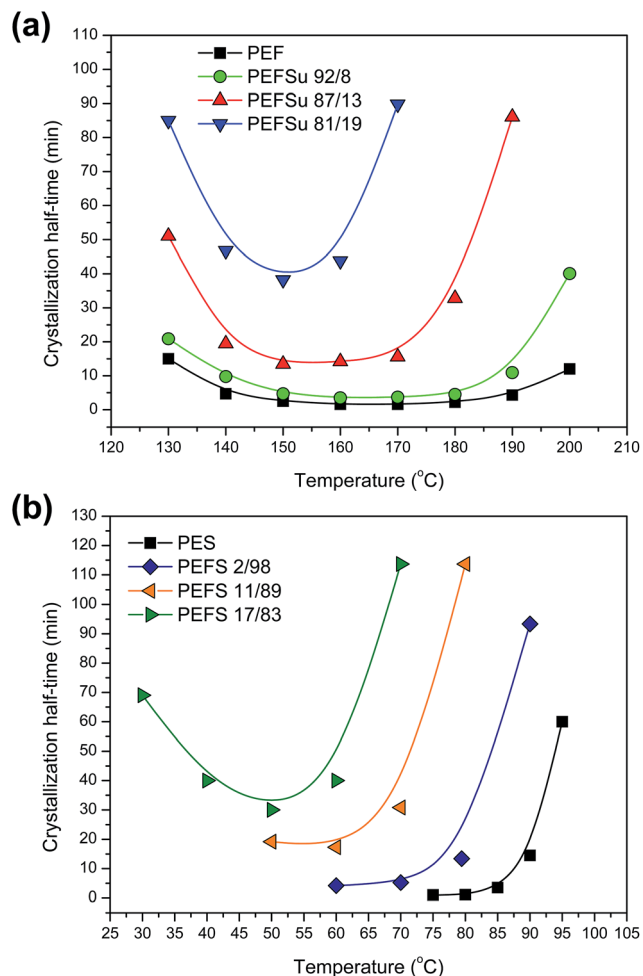 (a)
PEF
PEFSu 92/8
PEFSu 87/13
PEFSu 81/19
Crystallization half-time (min)
110
100
90
80
70
60
50
40
30
20
10
0
120 130 140 150 160 170 180 190 200 210
Temperature (°C)
(b)
PES
PEFS 2/98
PEFS 11/89
PEFS 17/83
Crystallization half-time (min)
130
120
110
100
90
80
70
60
50
40
30
20
10
0
25 30 35 40 45 50 55 60 65 70 75 80 85 90 95 100 105
Temperature (°C)